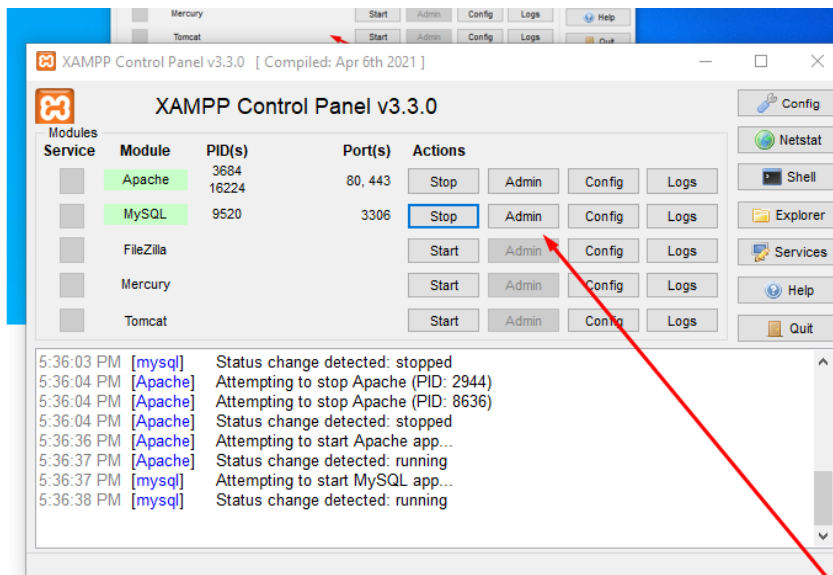 Mercury Start Admin Config Logs Help
Tomcat Start Admin Config Logs Quit
XAMPP Control Panel v3.3.0 [ Compiled: Apr 6th 2021 ]
XAMPP Control Panel v3.3.0
Config
Modules
Service Module PID(s) Port(s) Actions
Netstat
Apache 3684 16224 80, 443 Stop Admin Config Logs
Shell
MySQL 9520 3306 Stop Admin Config Logs
Explorer
FileZilla Start Admin Config Logs
Services
Mercury Start Admin Config Logs
Help
Tomcat Start Admin Config Logs
Quit
5:36:03 PM [mysql] Status change detected: stopped
5:36:04 PM [Apache] Attempting to stop Apache (PID: 2944)
5:36:04 PM [Apache] Attempting to stop Apache (PID: 8636)
5:36:04 PM [Apache] Status change detected: stopped
5:36:36 PM [Apache] Attempting to start Apache app...
5:36:37 PM [Apache] Status change detected: running
5:36:37 PM [mysql] Attempting to start MySQL app...
5:36:38 PM [mysql] Status change detected: running